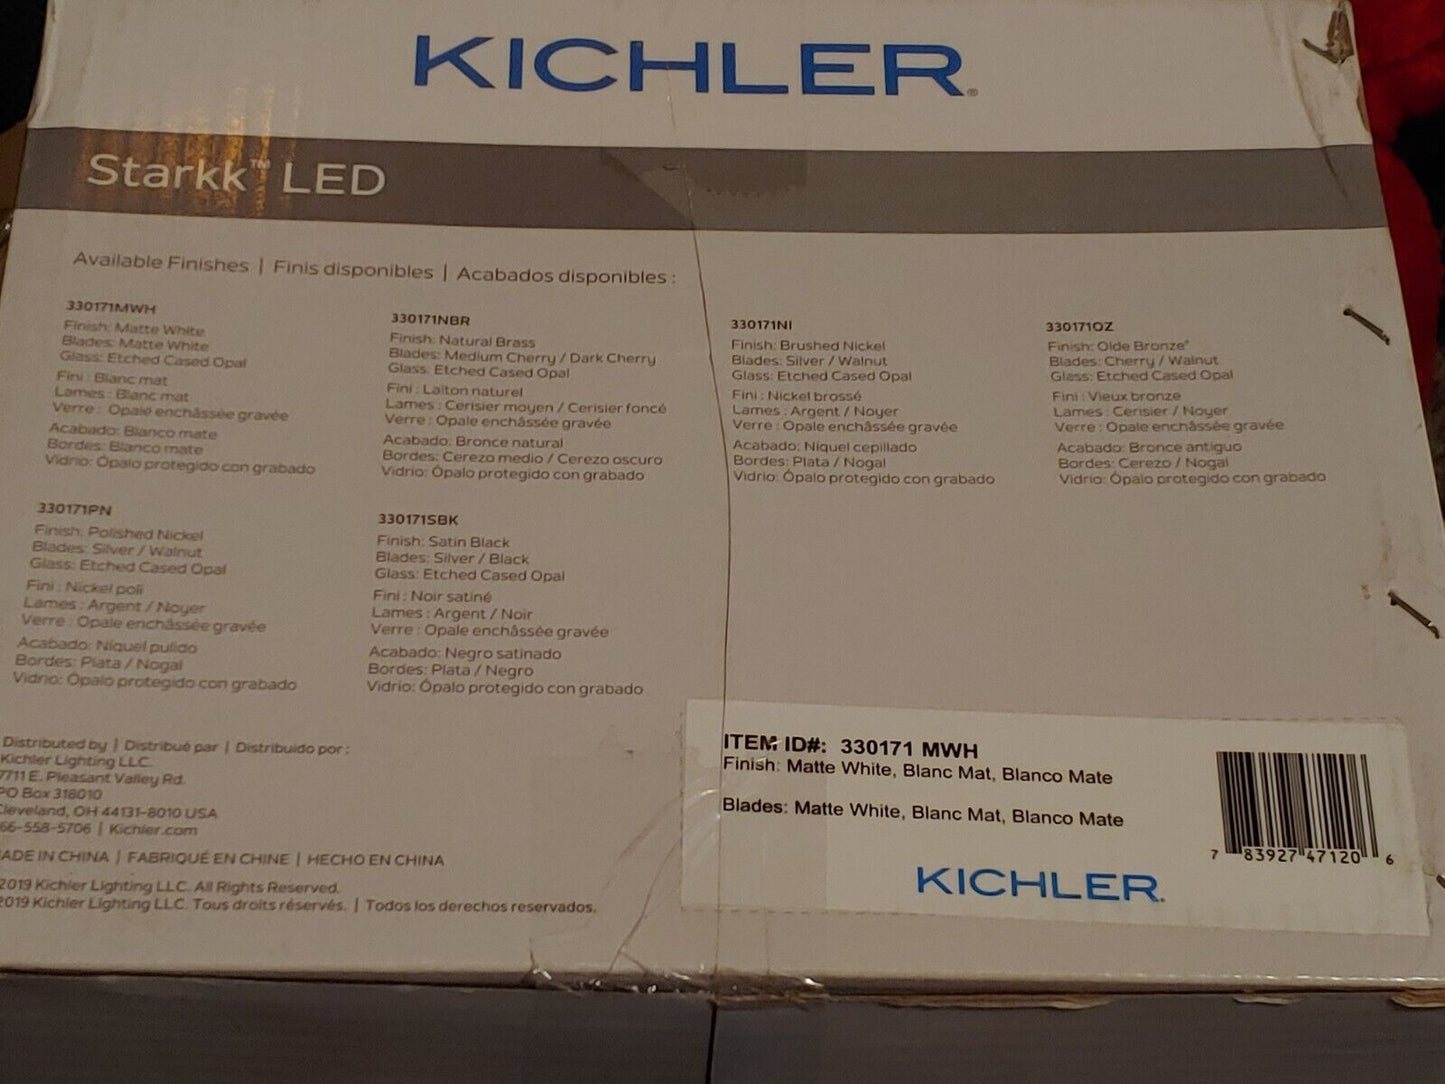 KICHLER®
Starkk™ LED
Available Finishes | Finis disponibles | Acabados disponibles :
330171MWH
Finish: Matte White
Blades: Matte White
Glass: Etched Cased Opal
Fini : Blanc mat
Lames : Blanc mat
Verre : Opale enchâssée gravée
Acabado: Blanco mate
Bordes: Blanco mate
Vidrio: Ópalo protegido con grabado
330171NBR
Finish: Natural Brass
Blades: Medium Cherry / Dark Cherry
Glass: Etched Cased Opal
Fini : Laiton naturel
Lames : Cerisier moyen / Cerisier foncé
Verre : Opale enchâssée gravée
Acabado: Bronce natural
Bordes: Cerezo medio / Cerezo oscuro
Vidrio: Ópalo protegido con grabado
330171NI
Finish: Brushed Nickel
Blades: Silver / Walnut
Glass: Etched Cased Opal
Fini : Nickel brossé
Lames : Argent / Noyer
Verre : Opale enchâssée gravée
Acabado: Níquel cepillado
Bordes: Plata / Nogal
Vidrio: Ópalo protegido con grabado
330171OZ
Finish: Olde Bronze®
Blades: Cherry / Walnut
Glass: Etched Cased Opal
Fini : Vieux bronze
Lames : Cerisier / Noyer
Verre : Opale enchâssée gravée
Acabado: Bronce antiguo
Bordes: Cerezo / Nogal
Vidrio: Ópalo protegido con grabado
330171PN
Finish: Polished Nickel
Blades: Silver / Walnut
Glass: Etched Cased Opal
Fini : Nickel poli
Lames : Argent / Noyer
Verre : Opale enchâssée gravée
Acabado: Níquel pulido
Bordes: Plata / Nogal
Vidrio: Ópalo protegido con grabado
330171SBK
Finish: Satin Black
Blades: Silver / Black
Glass: Etched Cased Opal
Fini : Noir satiné
Lames : Argent / Noir
Verre : Opale enchâssée gravée
Acabado: Negro satinado
Bordes: Plata / Negro
Vidrio: Ópalo protegido con grabado
Distributed by | Distribué par | Distribuido por :
Kichler Lighting LLC.
7711 E. Pleasant Valley Rd.
PO Box 318010
Cleveland, OH 44131-8010 USA
66-558-5706 | Kichler.com
ADE IN CHINA | FABRIQUÉ EN CHINE | HECHO EN CHINA
2019 Kichler Lighting LLC. All Rights Reserved.
2019 Kichler Lighting LLC. Tous droits réservés. | Todos los derechos reservados.
ITEM ID#: 330171 MWH
Finish: Matte White, Blanc Mat, Blanco Mate
Blades: Matte White, Blanc Mat, Blanco Mate
7 83927 47120 6
KICHLER.